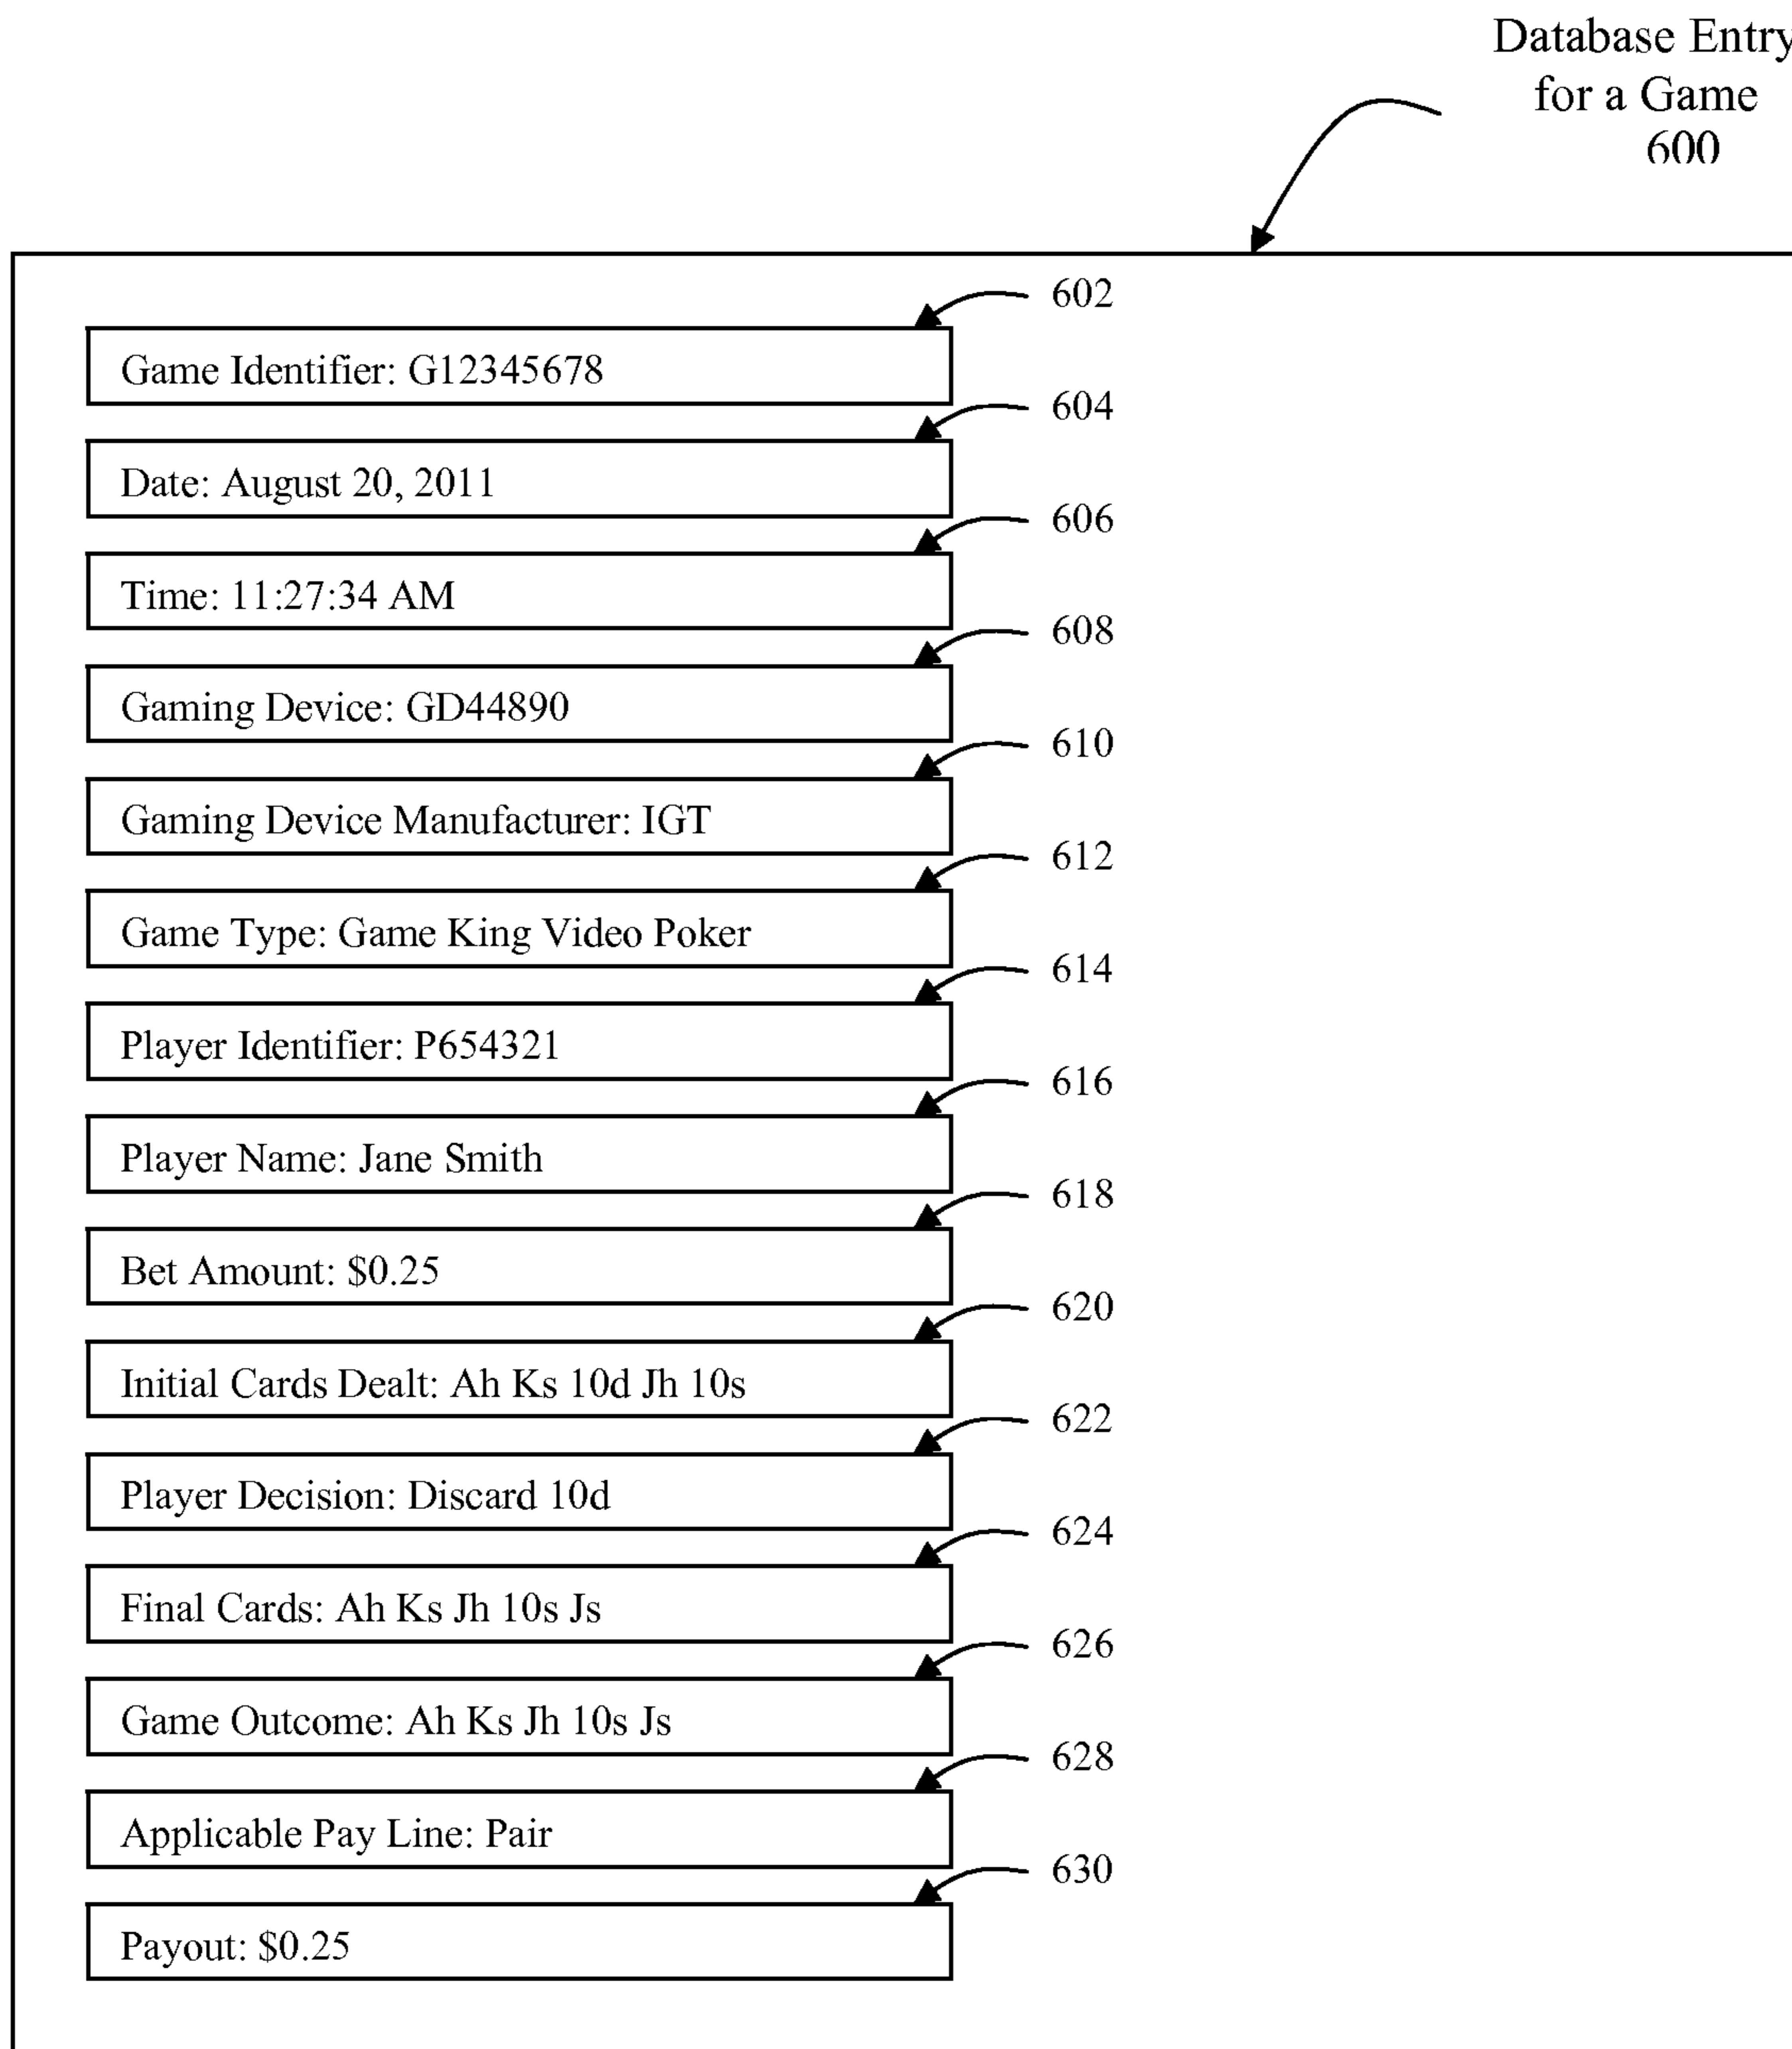 Database Entry
for a Game
600
602
Game Identifier: G12345678
604
Date: August 20, 2011
606
Time: 11:27:34 AM
608
Gaming Device: GD44890
610
Gaming Device Manufacturer: IGT
612
Game Type: Game King Video Poker
614
Player Identifier: P654321
616
Player Name: Jane Smith
618
Bet Amount: $0.25
620
Initial Cards Dealt: Ah Ks 10d Jh 10s
622
Player Decision: Discard 10d
624
Final Cards: Ah Ks Jh 10s Js
626
Game Outcome: Ah Ks Jh 10s Js
628
Applicable Pay Line: Pair
630
Payout: $0.25